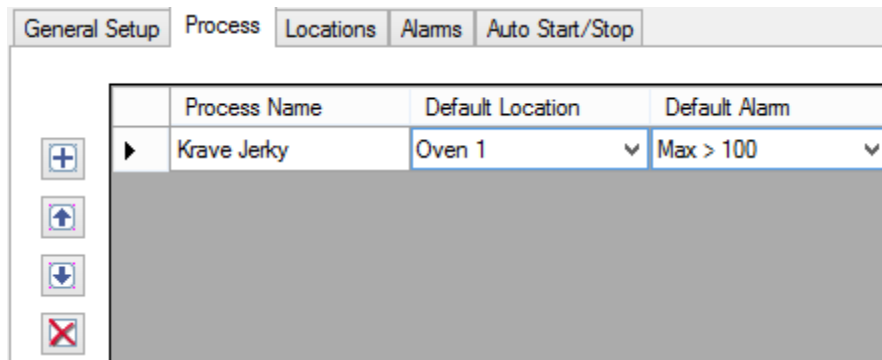 General Setup Process Locations Alarms Auto Start/Stop
Process Name Default Location Default Alarm
Krave Jerky Oven 1 Max > 100